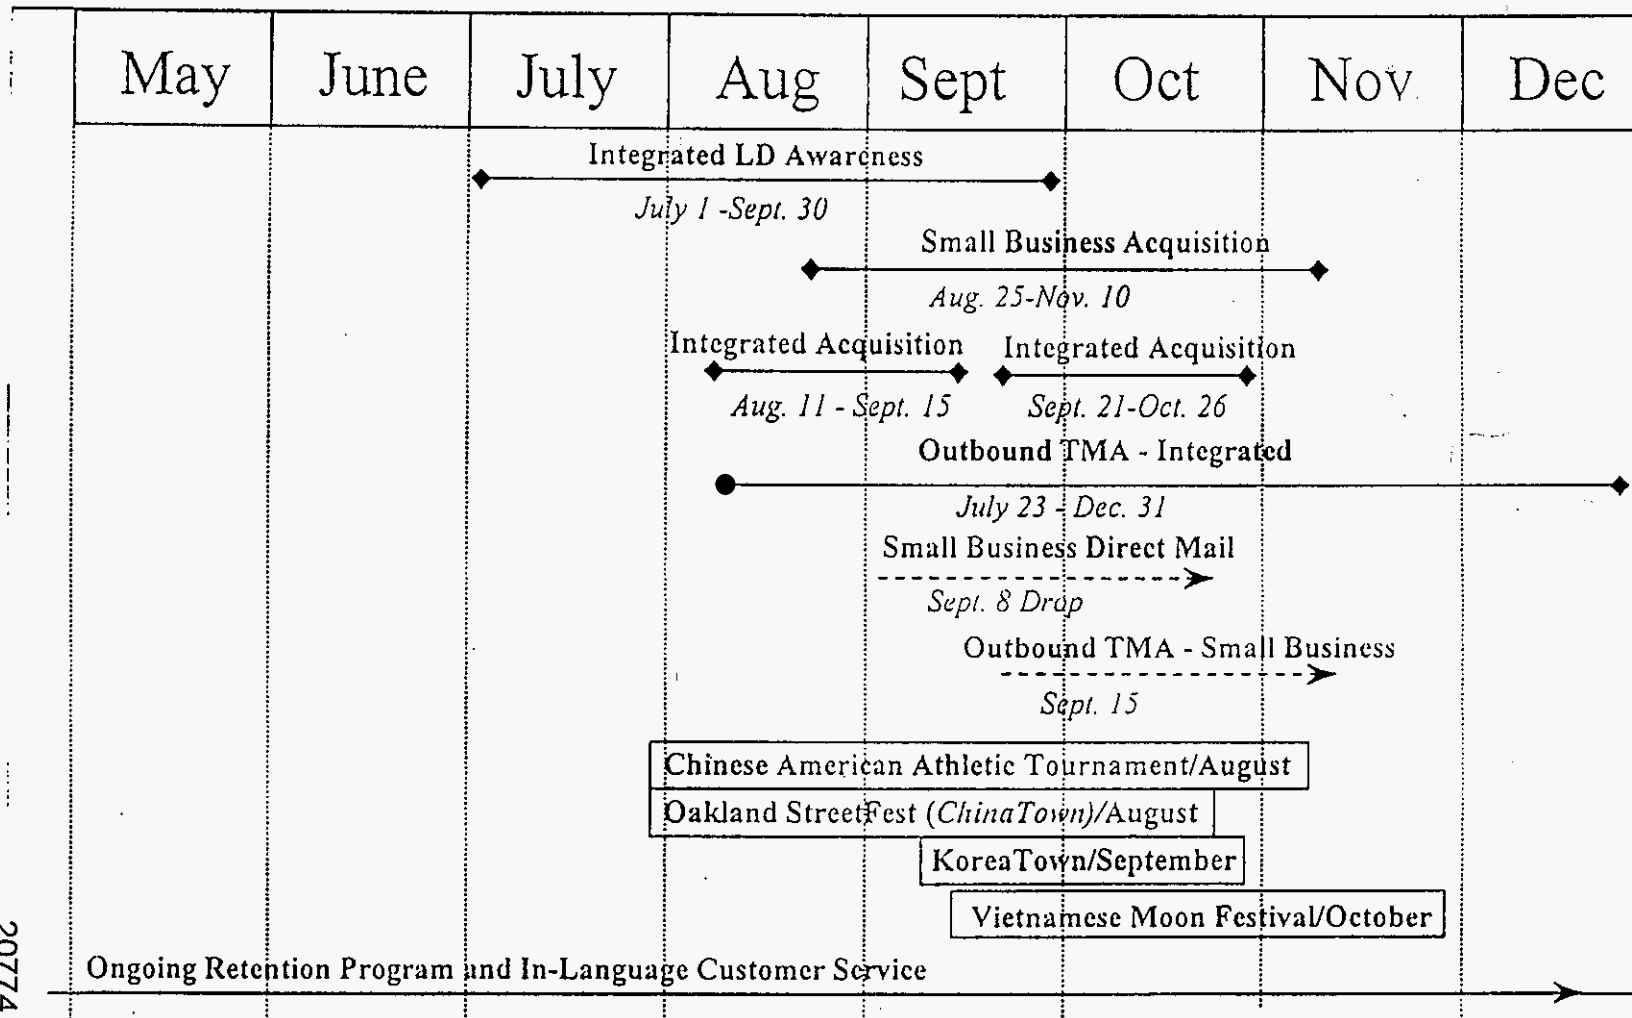 May June July Aug Sept Oct Nov Dec
Integrated LD Awareness
July 1 -Sept. 30
Small Business Acquisition
Aug. 25-Nov. 10
Integrated Acquisition Integrated Acquisition
Aug. 11 - Sept. 15 Sept. 21-Oct. 26
Outbound TMA - Integrated
July 23 - Dec. 31
Small Business Direct Mail
Sept. 8 Drop
Outbound TMA - Small Business
Sept. 15
Chinese American Athletic Tournament/August
Oakland StreetFest (ChinaTown)/August
KoreaTown/September
Vietnamese Moon Festival/October
Ongoing Retention Program and In-Language Customer Service
20774